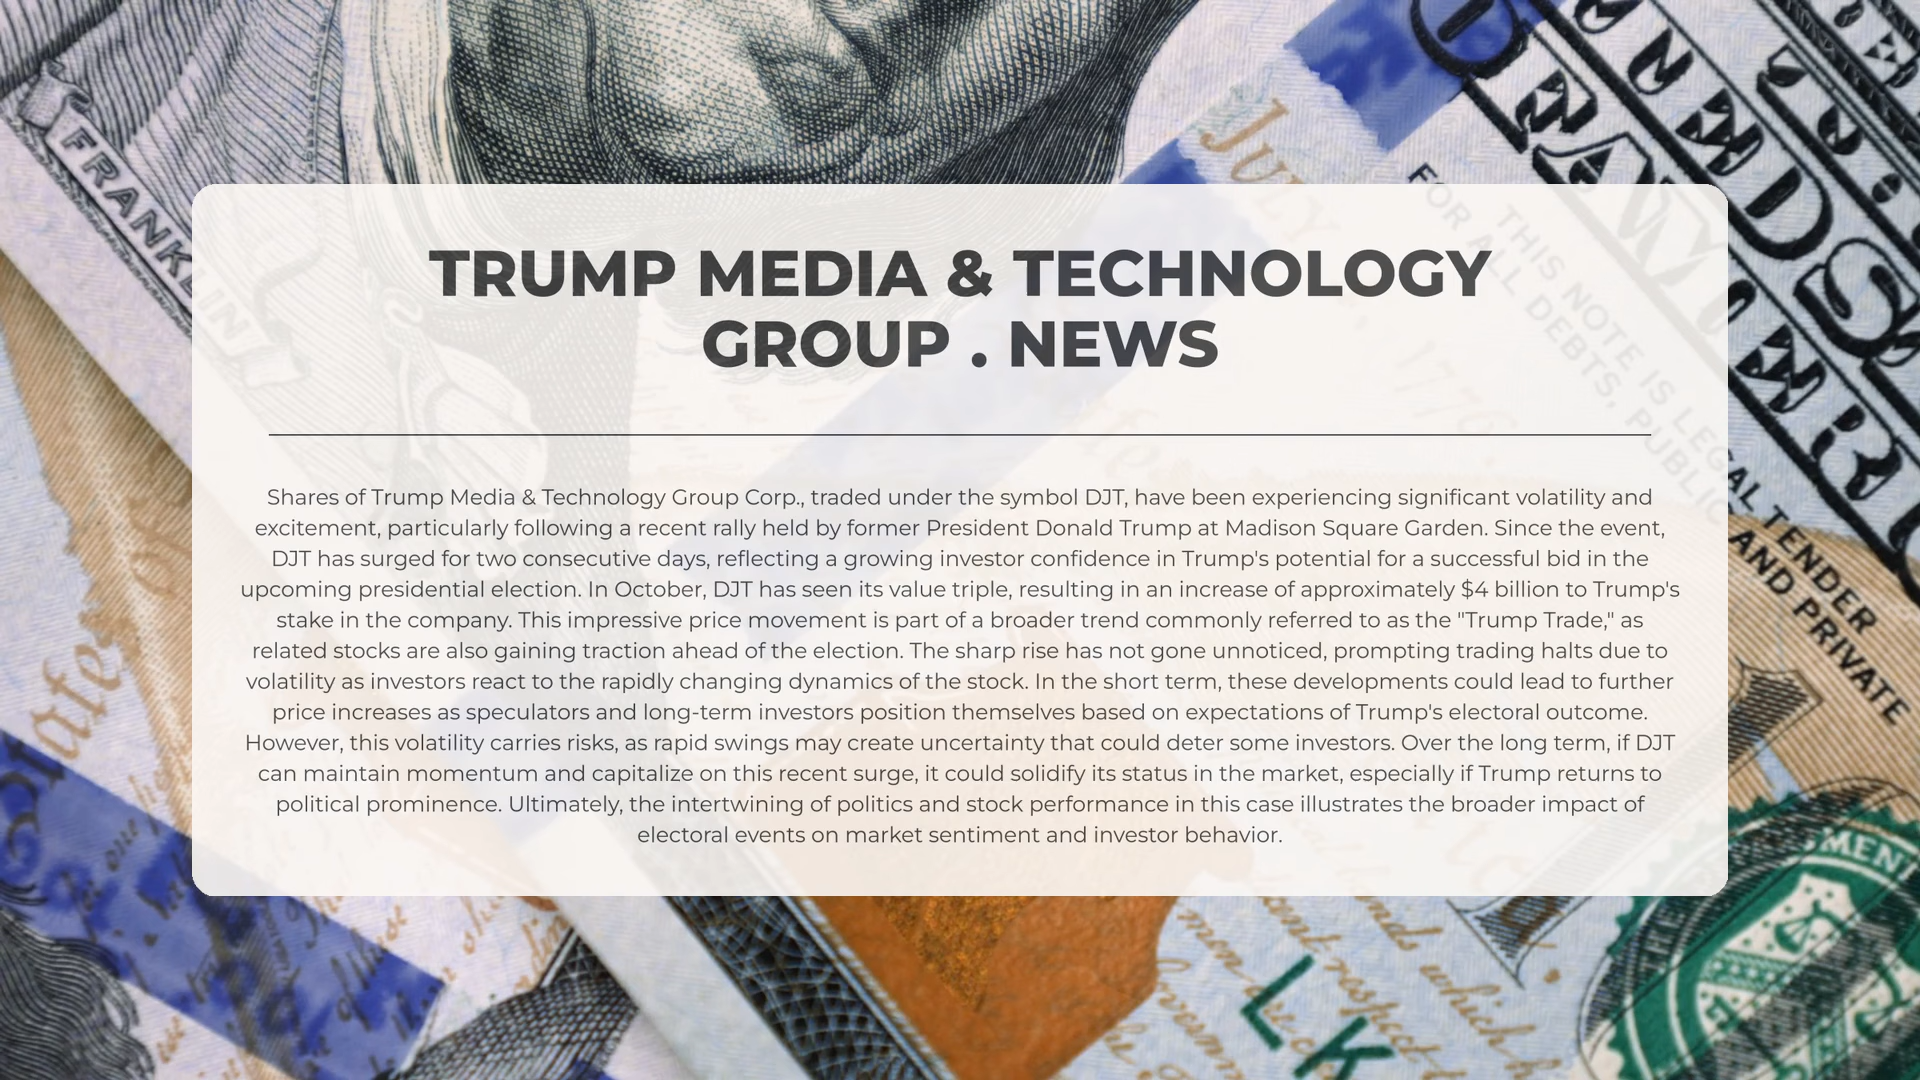 FRANKLIN
JULY
FOR ALL DEBTS, PUBLIC
THIS NOTE IS LEGAL TENDER
AND PRIVATE
TRUMP MEDIA & TECHNOLOGY
GROUP . NEWS
Shares of Trump Media & Technology Group Corp., traded under the symbol DJT, have been experiencing significant volatility and
excitement, particularly following a recent rally held by former President Donald Trump at Madison Square Garden. Since the event,
DJT has surged for two consecutive days, reflecting a growing investor confidence in Trump's potential for a successful bid in the
upcoming presidential election. In October, DJT has seen its value triple, resulting in an increase of approximately $4 billion to Trump's
stake in the company. This impressive price movement is part of a broader trend commonly referred to as the "Trump Trade," as
related stocks are also gaining traction ahead of the election. The sharp rise has not gone unnoticed, prompting trading halts due to
volatility as investors react to the rapidly changing dynamics of the stock. In the short term, these developments could lead to further
price increases as speculators and long-term investors position themselves based on expectations of Trump's electoral outcome.
However, this volatility carries risks, as rapid swings may create uncertainty that could deter some investors. Over the long term, if DJT
can maintain momentum and capitalize on this recent surge, it could solidify its status in the market, especially if Trump returns to
political prominence. Ultimately, the intertwining of politics and stock performance in this case illustrates the broader impact of
electoral events on market sentiment and investor behavior.
LK